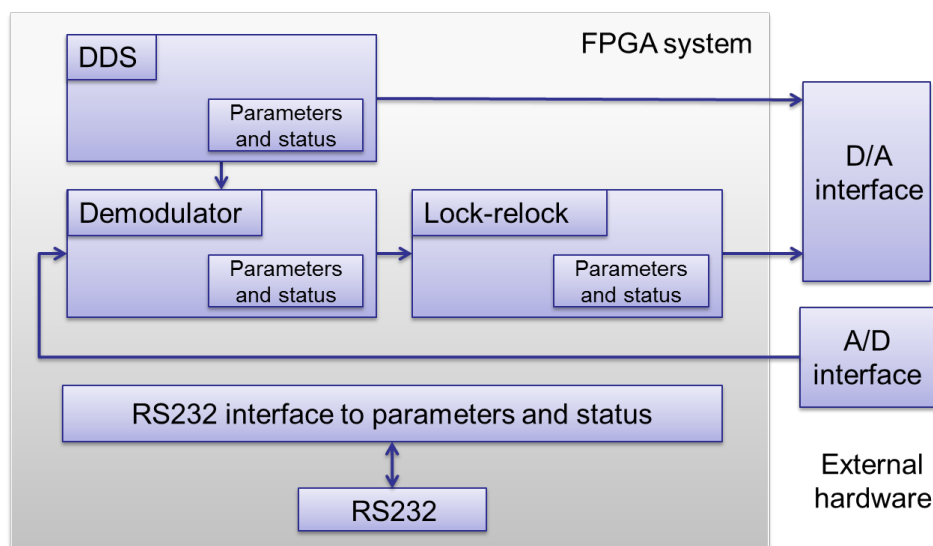 FPGA system
DDS
Parameters
and status
D/A
interface
Demodulator
Parameters
and status
Lock-relock
Parameters
and status
A/D
interface
RS232 interface to parameters and status
RS232
External
hardware